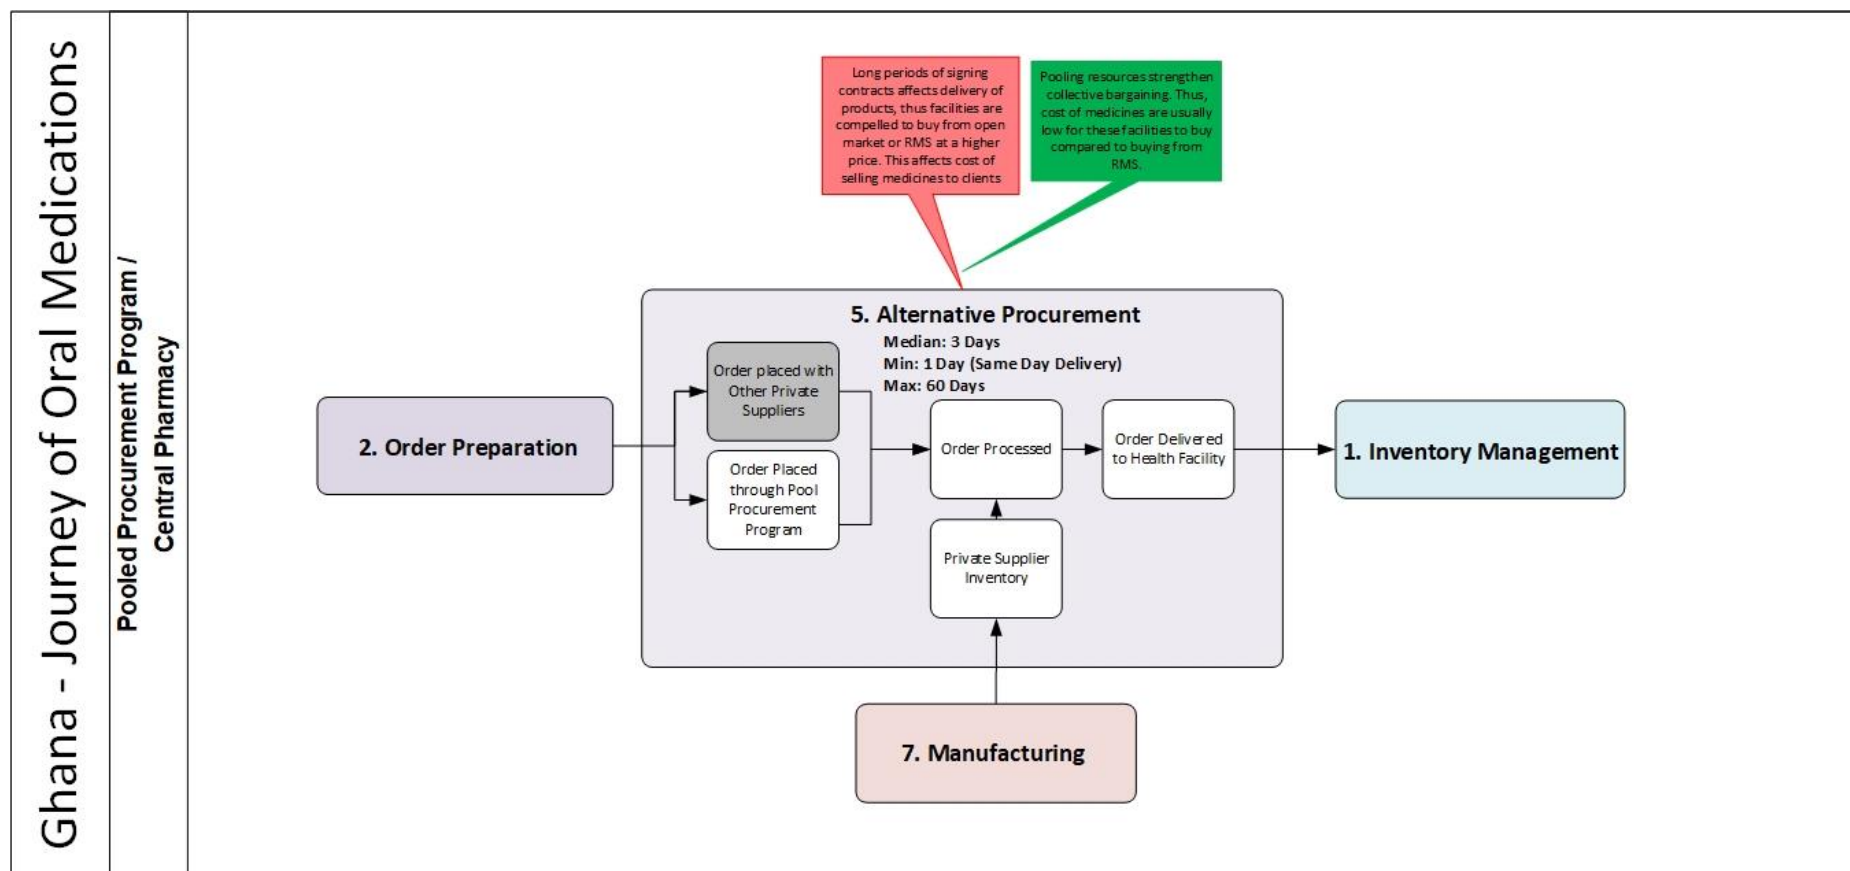 Ghana - Journey of Oral Medications
Pooled Procurement Program /
Central Pharmacy
Long periods of signing
contracts affects delivery of
products, thus facilities are
compelled to buy from open
market or RMS at a higher
price. This affects cost of
selling medicines to clients
Pooling resources strengthen
collective bargaining. Thus,
cost of medicines are usually
low for these facilities to buy
compared to buying from
RMS.
5. Alternative Procurement
Median: 3 Days
Min: 1 Day (Same Day Delivery)
Max: 60 Days
2. Order Preparation
Order placed with
Other Private
Suppliers
Order Placed
through Pool
Procurement
Program
Order Processed
Order Delivered
to Health Facility
Private Supplier
Inventory
1. Inventory Management
7. Manufacturing